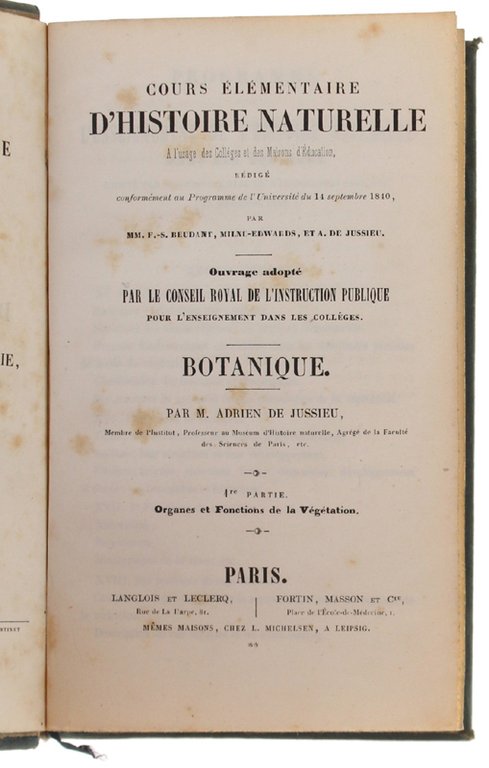 E
IE,
RTINET
COURS ÉLÉMENTAIRE
D'HISTOIRE NATURELLE
A l'usage des Colléges et des Maisons d'Éducation,
RÉDIGÉ
conformément au Programme de l'Université du 14 septembre 1840,
PAR
MM. F.-S. BEUDANT, MILNE-EDWARDS, ET A. DE JUSSIEU.
Ouvrage adopté
PAR LE CONSEIL ROYAL DE L'INSTRUCTION PUBLIQUE
POUR L'ENSEIGNEMENT DANS LES COLLÉGES.
BOTANIQUE.
PAR M. ADRIEN DE JUSSIEU,
Membre de l'Institut, Professeur au Museum d'Histoire naturelle, Agrégé de la Faculté
des Sciences de Paris, etc.
1re PARTIE.
Organes et Fonctions de la Végétation.
PARIS.
LANGLOIS ET LECLERQ,
Rue de La Harpe, 81.
FORTIN, MASSON ET Cie,
Place de l'École-de-Médecine, 1.
MÊMES MAISONS, CHEZ L. MICHELSEN, A LEIPSIG.